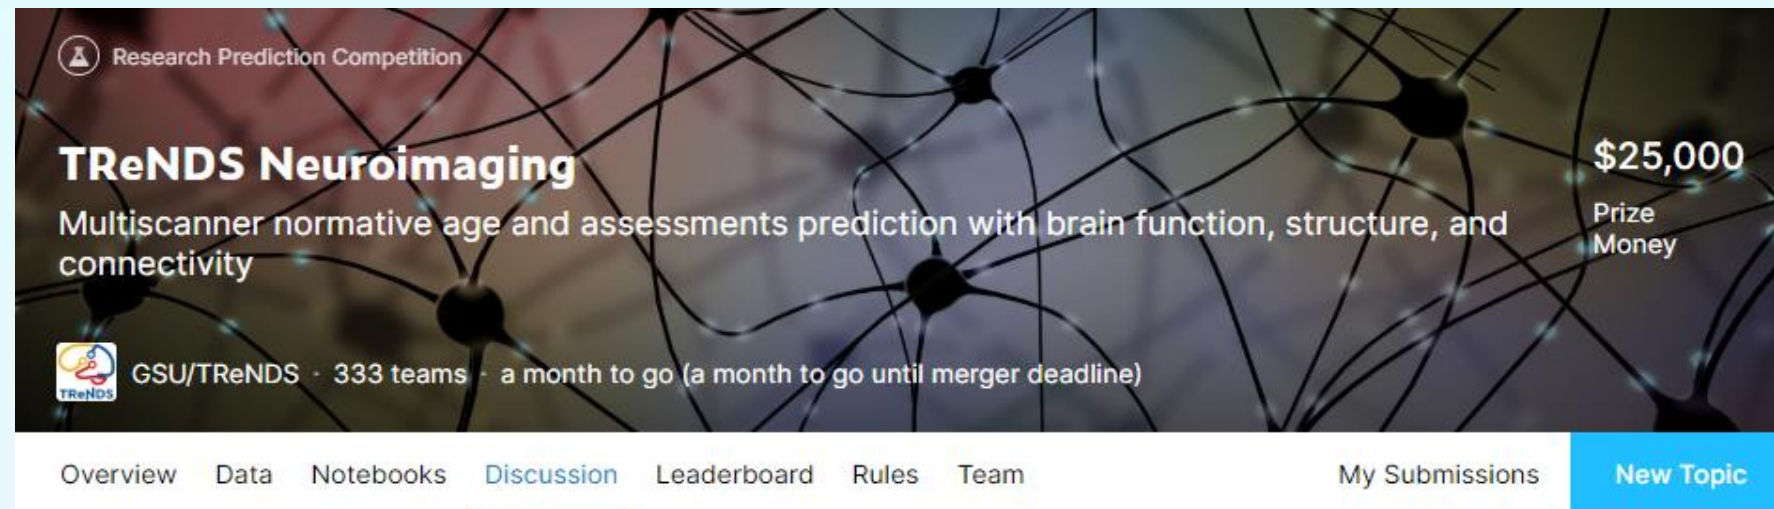 Research Prediction Competition
TReNDS Neuroimaging
$25,000
Multiscanner normative age and assessments prediction with brain function, structure, and
connectivity
Prize
Money
TReNDS
GSU/TReNDS · 333 teams · a month to go (a month to go until merger deadline)
Overview Data Notebooks Discussion Leaderboard Rules Team My Submissions New Topic